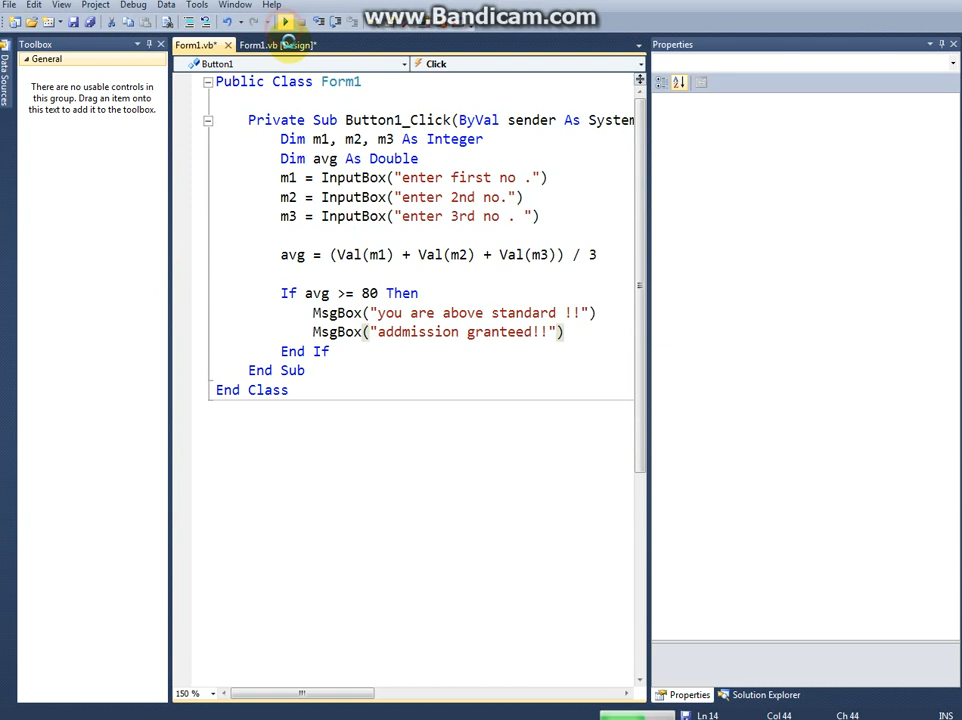 File Edit View Project Debug Data Tools Window Help
www.Bandicam.com
Toolbox
Form1.vb*
Form1.vb [Design]*
Properties
General
Button1
Click
There are no usable controls in
this group. Drag an item onto
this text to add it to the toolbox.
Data Sources
Public Class Form1
Private Sub Button1_Click(ByVal sender As System
Dim m1, m2, m3 As Integer
Dim avg As Double
m1 = InputBox("enter first no .")
m2 = InputBox("enter 2nd no.")
m3 = InputBox("enter 3rd no . ")
avg = (Val(m1) + Val(m2) + Val(m3)) / 3
If avg >= 80 Then
MsgBox("you are above standard !!")
MsgBox("addmission granteed!!")
End If
End Sub
End Class
150 %
Properties
Solution Explorer
Ln 14 Col 44 Ch 44 INS